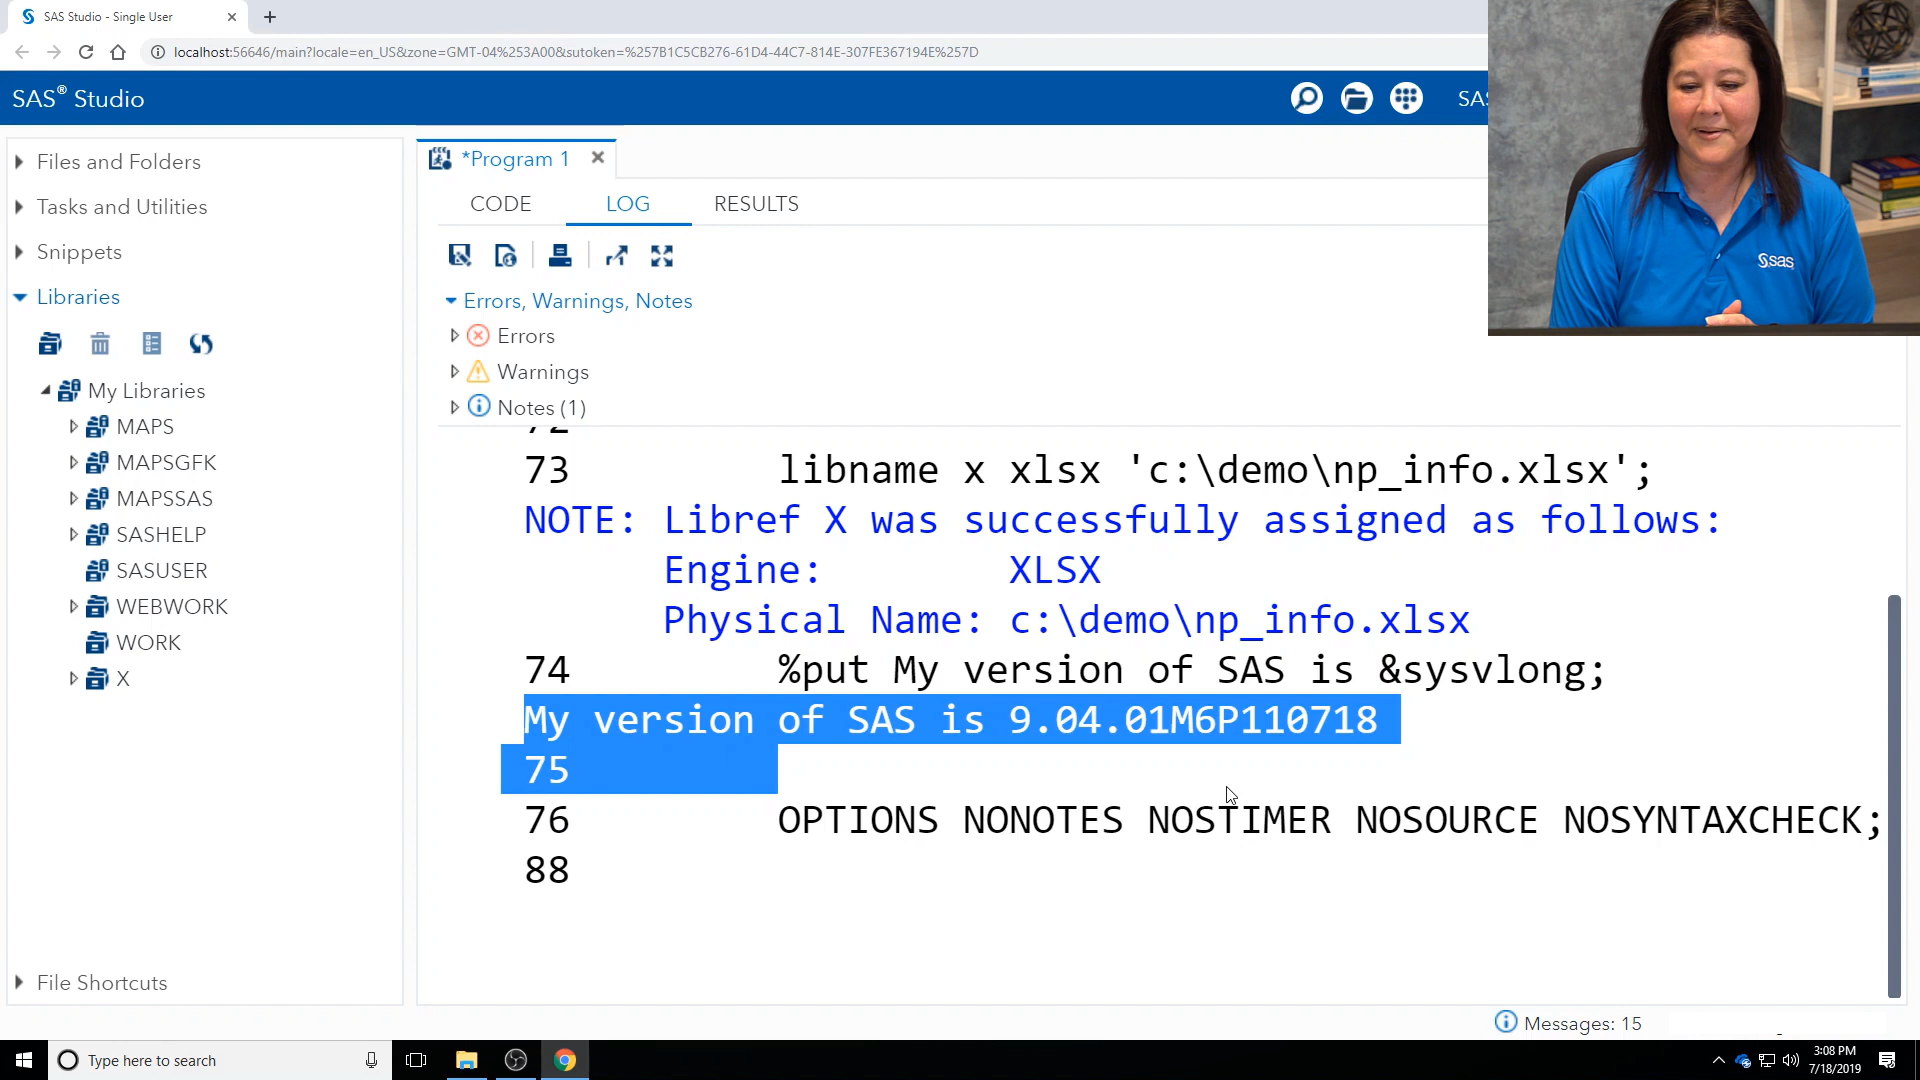 SAS Studio - Single User
localhost:56646/main?locale=en_US&zone=GMT-04%253A00&sutoken=%257B1C5CB276-61D4-44C7-814E-307FE367194E%257D
SAS® Studio
SAS
Files and Folders
Tasks and Utilities
Snippets
Libraries
My Libraries
MAPS
MAPSGFK
MAPSSAS
SASHELP
SASUSER
WEBWORK
WORK
X
File Shortcuts
*Program 1
CODE LOG RESULTS
Errors, Warnings, Notes
Errors
Warnings
Notes (1)
72
73 libname x xlsx 'c:\demo\np_info.xlsx';
NOTE: Libref X was successfully assigned as follows:
Engine: XLSX
Physical Name: c:\demo\np_info.xlsx
74 %put My version of SAS is &sysvlong;
My version of SAS is 9.04.01M6P110718
75
76 OPTIONS NONOTES NOSTIMER NOSOURCE NOSYNTAXCHECK;
88
Messages: 15
sas
Type here to search
3:08 PM
7/18/2019